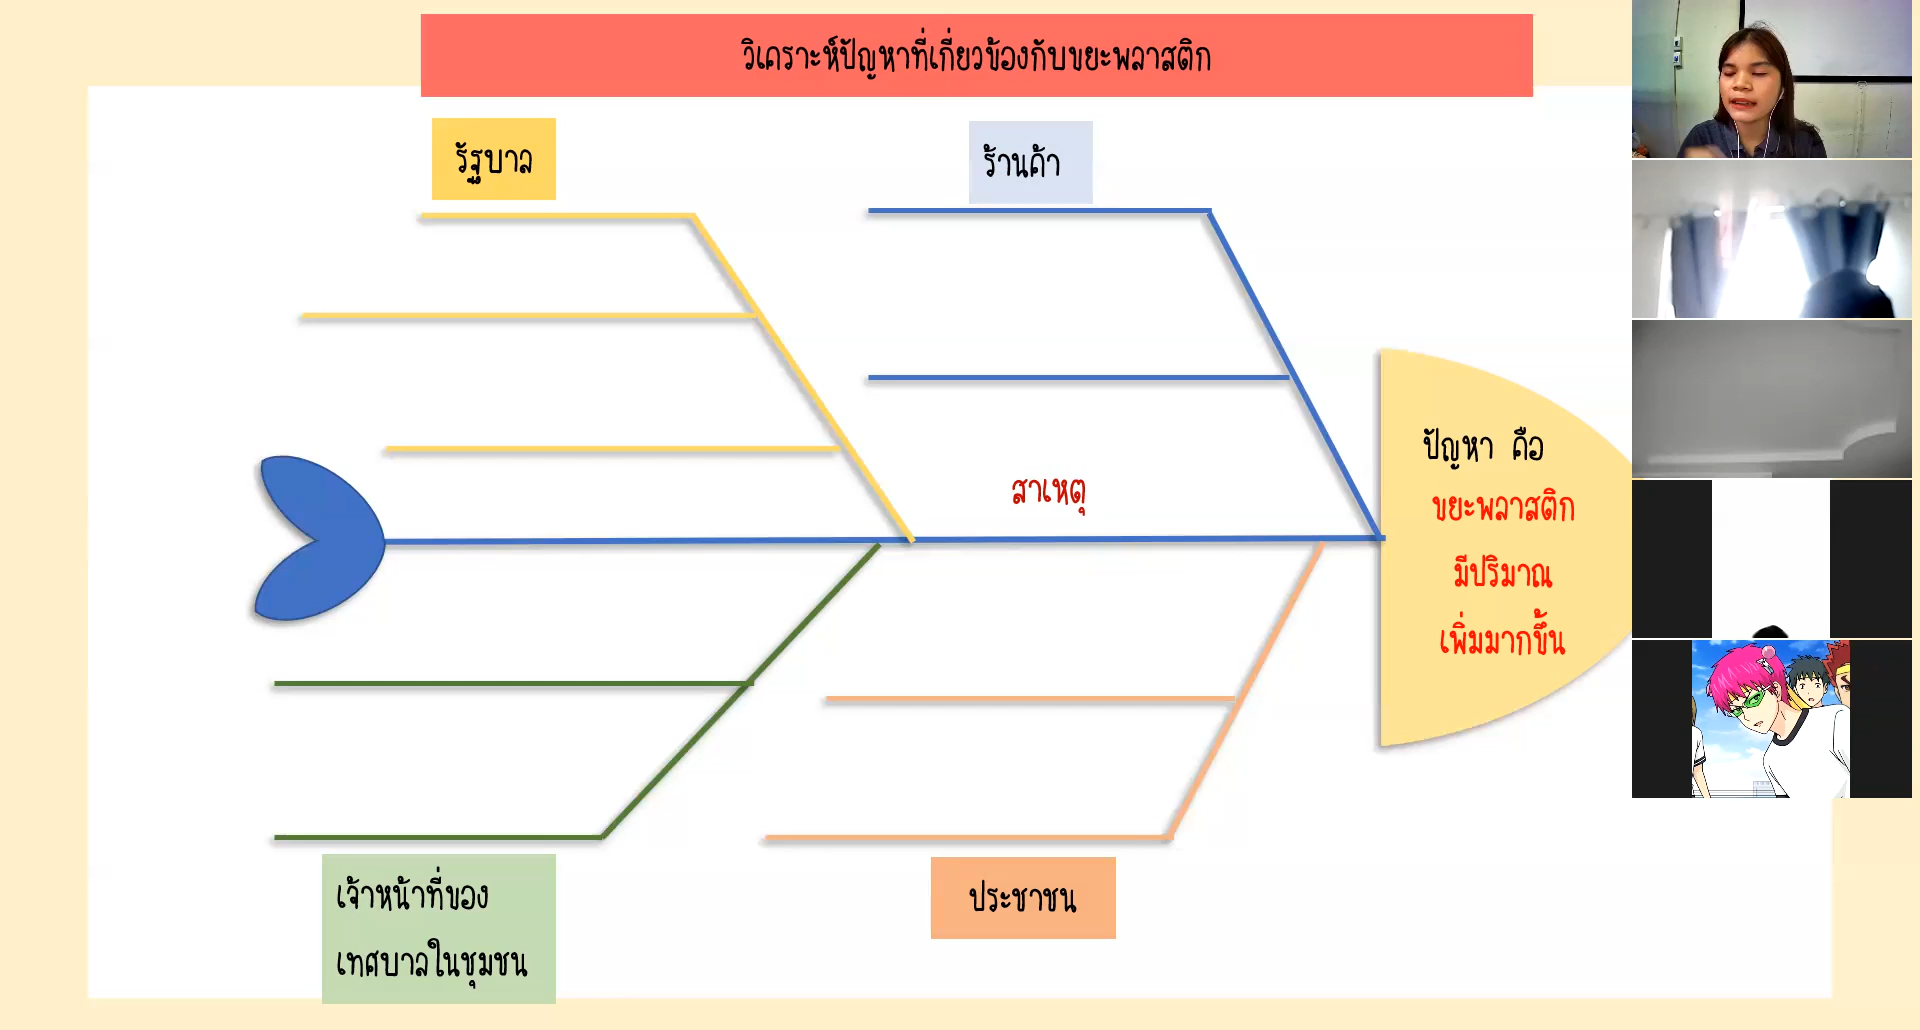 วิเคราะห์ปัญหาที่เกี่ยวข้องกับขยะพลาสติก
รัฐบาล
ร้านค้า
สาเหตุ
ปัญหา คือ
ขยะพลาสติก
มีปริมาณ
เพิ่มมากขึ้น
เจ้าหน้าที่ของ
เทศบาลในชุมชน
ประชาชน